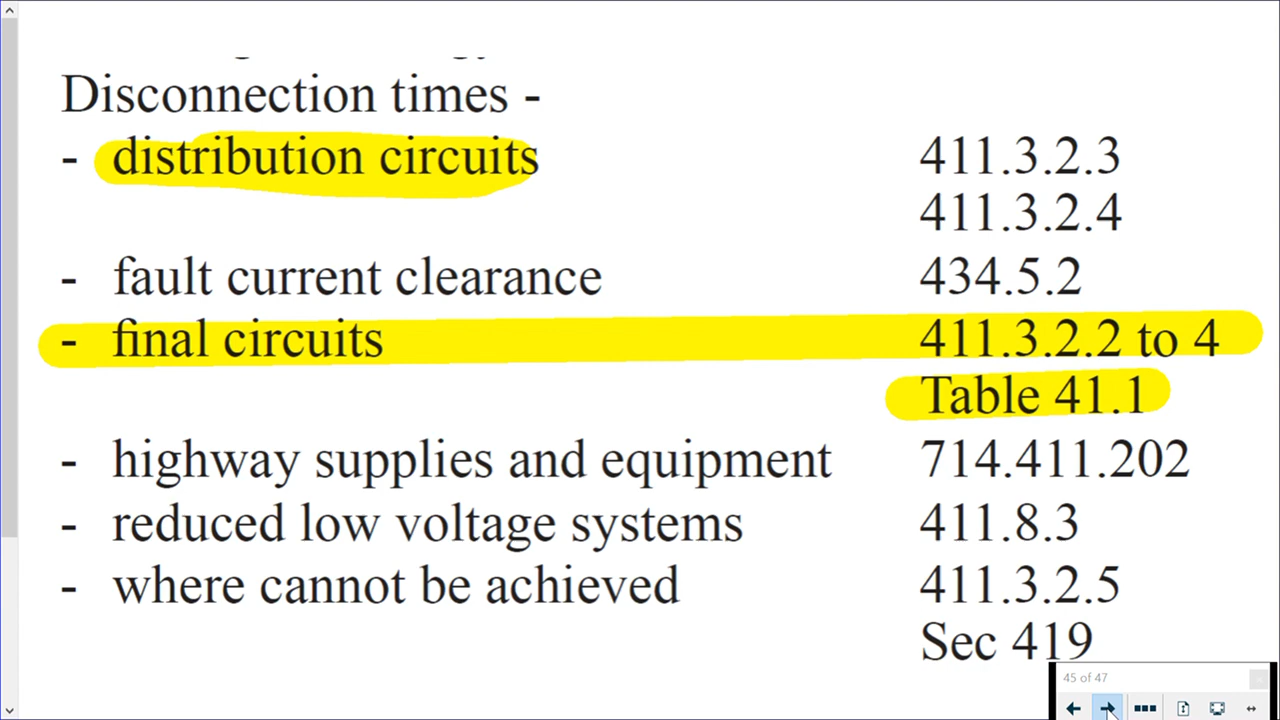 Disconnection times -
- distribution circuits 411.3.2.3
411.3.2.4
- fault current clearance 434.5.2
- final circuits 411.3.2.2 to 4
Table 41.1
- highway supplies and equipment 714.411.202
- reduced low voltage systems 411.8.3
- where cannot be achieved 411.3.2.5
Sec 419
45 of 47